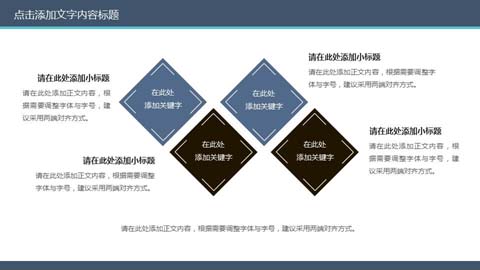 点击添加文字内容标题
请在此处添加小标题
请在此处添加正文内容，根据需要调整字体与字号，建议采用两端对齐方式。
请在此处添加小标题
请在此处添加正文内容，根据需要调整字
体与字号，建议采用两端对齐方式。
在此处
添加关键字
在此处
添加关键字
在此处
添加关键字
在此处
添加关键字
请在此处添加小标题
请在此处添加正文内容，根据需要调整字
体与字号，建议采用两端对齐方式。
请在此处添加小标题
请在此处添加正文内容，根
据需要调整字体与字号，建
议采用两端对齐方式。
请在此处添加正文内容，根据需要调整字体与字号，建议采用两端对齐方式。